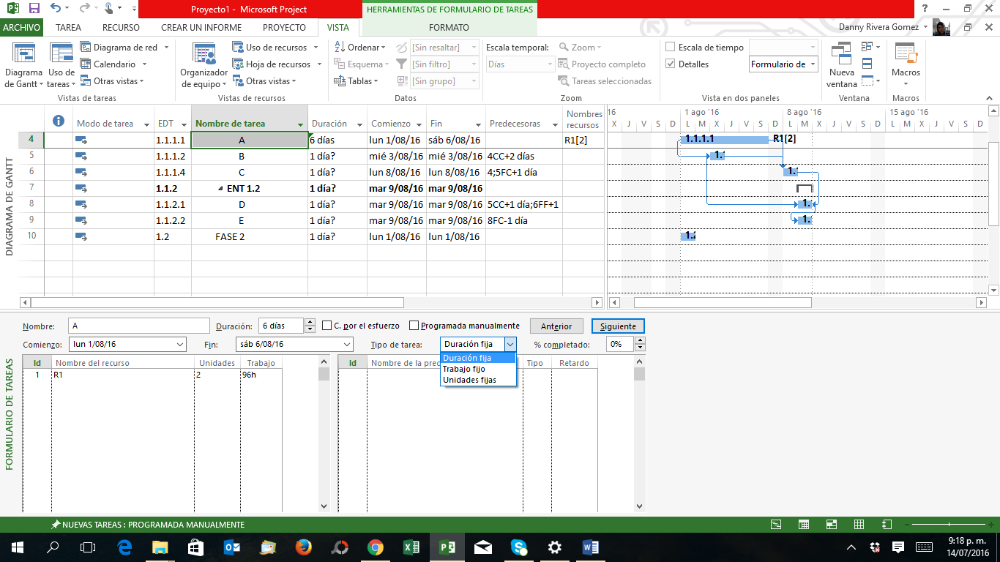 Proyecto1 - Microsoft Project
HERRAMIENTAS DE FORMULARIO DE TAREAS
?
ARCHIVO TAREA RECURSO CREAR UN INFORME PROYECTO VISTA FORMATO Danny Rivera Gomez
Diagrama de Gantt
Uso de tareas
Diagrama de red
Calendario
Otras vistas
Vistas de tareas
Organizador de equipo
Uso de recursos
Hoja de recursos
Otras vistas
Vistas de recursos
Ordenar
Esquema
Tablas
[Sin resaltar]
[Sin filtro]
[Sin grupo]
Datos
Escala temporal:
Días
Zoom
Proyecto completo
Tareas seleccionadas
Zoom
Escala de tiempo
Detalles Formulario de
Vista en dos paneles
Nueva ventana
Ventana
Macros
Macros
DIAGRAMA DE GANTT
Modo de tarea EDT Nombre de tarea Duración Comienzo Fin Predecesoras Nombres recursos
4 1.1.1.1 A 6 días lun 1/08/16 sáb 6/08/16 R1[2]
5 1.1.1.2 B 1 día? mié 3/08/16 mié 3/08/16 4CC+2 días
6 1.1.1.4 C 1 día? lun 8/08/16 lun 8/08/16 4;5FC+1 día
7 1.1.2 ENT 1.2 1 día? mar 9/08/16 mar 9/08/16
8 1.1.2.1 D 1 día? mar 9/08/16 mar 9/08/16 5CC+1 día;6FF+1
9 1.1.2.2 E 1 día? mar 9/08/16 mar 9/08/16 8FC-1 día
10 1.2 FASE 2 1 día? lun 1/08/16 lun 1/08/16
16 1 ago '16 8 ago '16 15 ago '16
X J V S D L M X J V S D L M X J V S D L M X J V S D
1.1.1.1 R1[2]
1.
1.
1.
1.
FORMULARIO DE TAREAS
Nombre: A Duración: 6 días C. por el esfuerzo Programada manualmente Anterior Siguiente
Comienzo: lun 1/08/16 Fin: sáb 6/08/16 Tipo de tarea: Duración fija % completado: 0%
Duración fija
Trabajo fijo
Unidades fijas
Id Nombre del recurso Unidades Trabajo
1 R1 2 96h
Id Nombre de la Tipo Retardo
NUEVAS TAREAS : PROGRAMADA MANUALMENTE
9:18 p. m.
14/07/2016